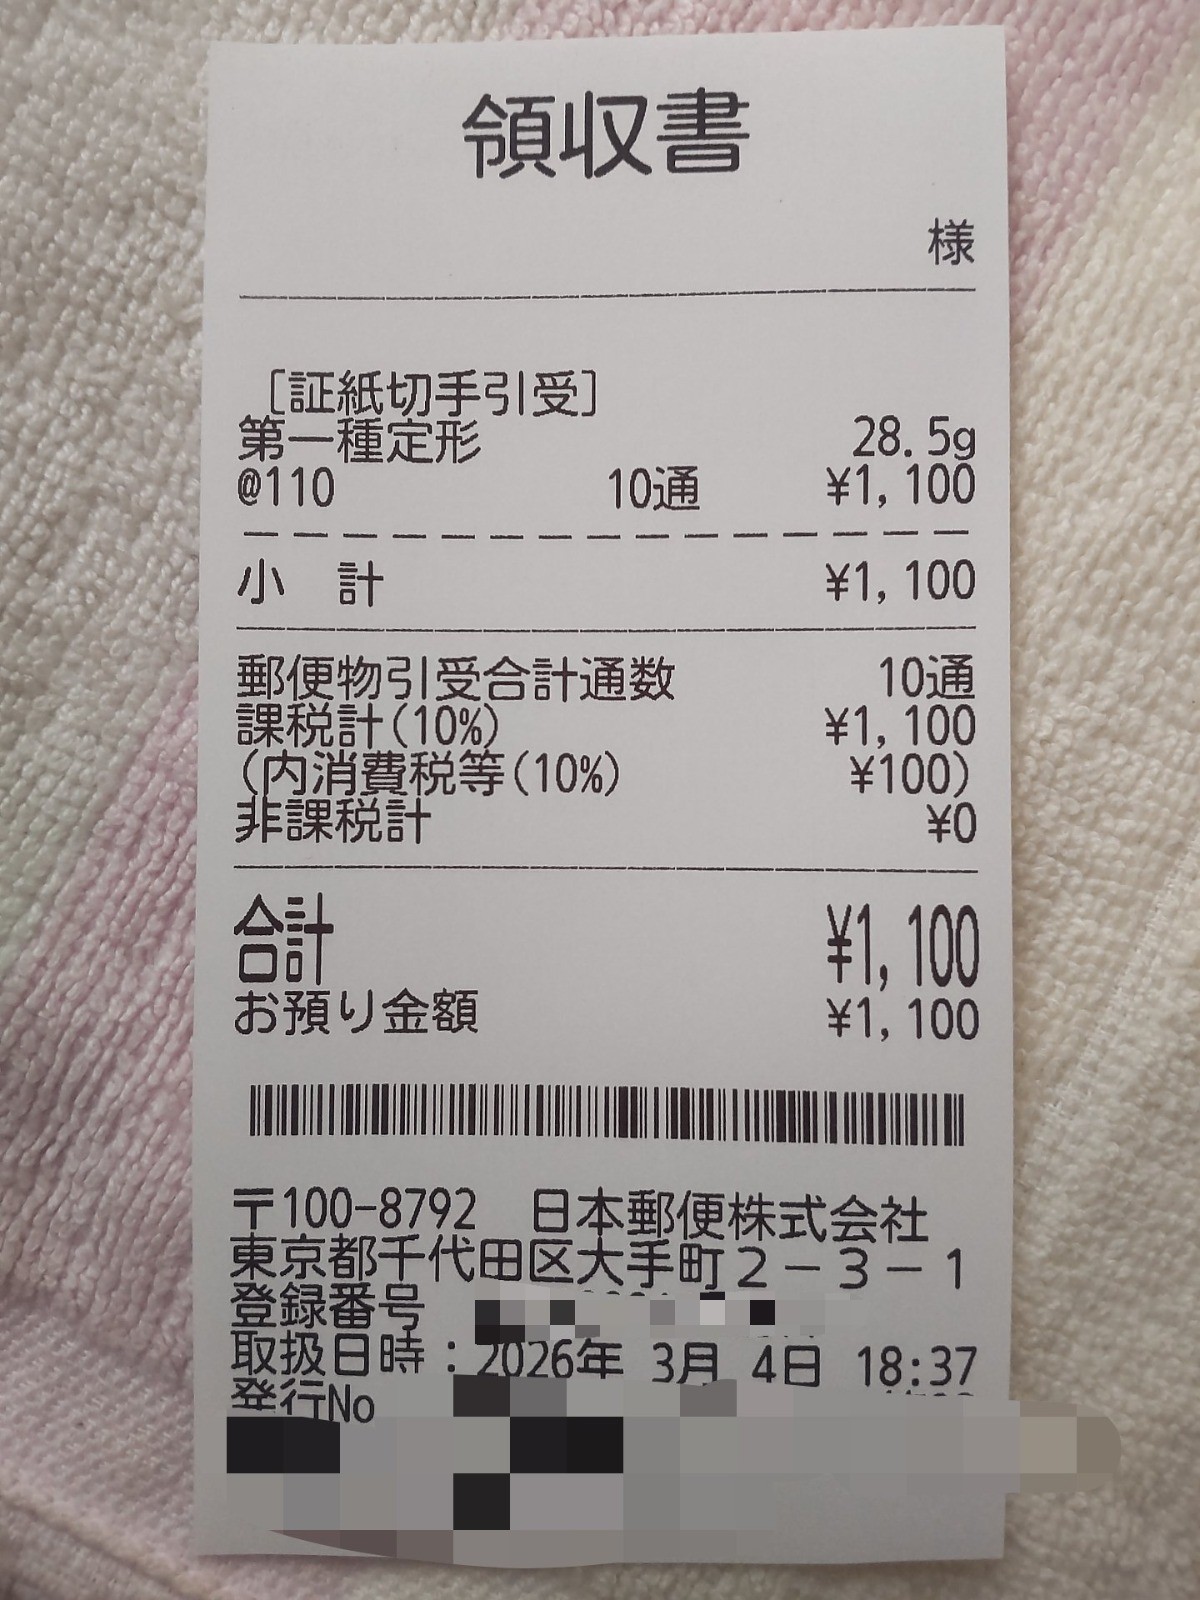 領収書
様
[証紙切手引受]
第一種定形 28.5g
@110 10通 ¥1,100
小 計 ¥1,100
郵便物引受合計通数 10通
課税計(10%) ¥1,100
(内消費税等(10%) ¥100)
非課税計 ¥0
合計 ¥1,100
お預り金額 ¥1,100
〒100-8792 日本郵便株式会社
東京都千代田区大手町２－３－１
登録番号
取扱日時：2026年 3月 4日 18:37
発行No